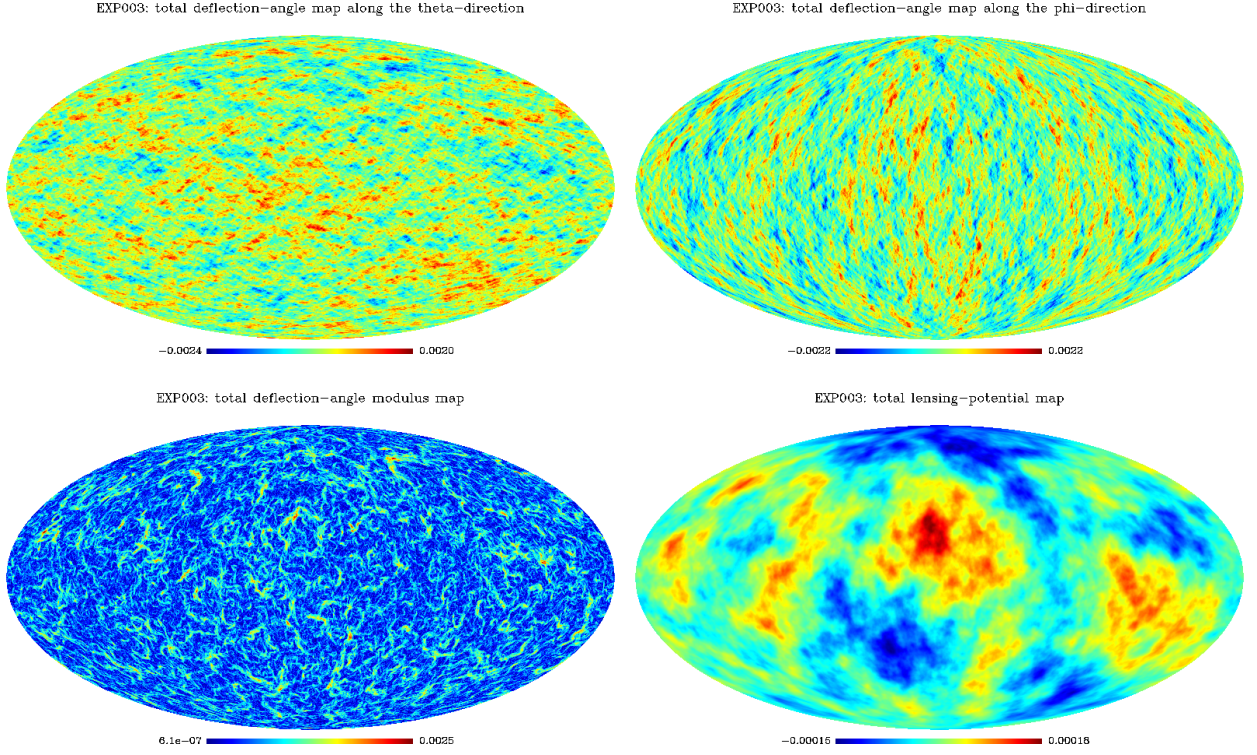 EXP003: total deflection−angle map along the theta−direction
EXP003: total deflection−angle map along the phi−direction
−0.0024 0.0020
−0.0022 0.0022
EXP003: total deflection−angle modulus map
EXP003: total lensing−potential map
6.1e−07 0.0025
−0.00015 0.00016